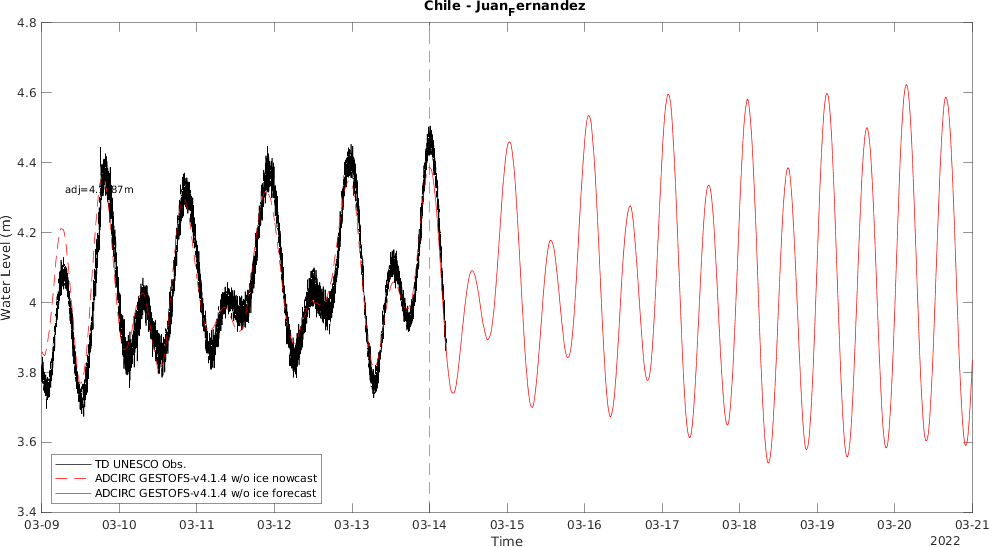 Chile - JuanFernandez
4.8
4.6
4.4
4.2
4
3.8
3.6
3.4
Water Level (m)
TD UNESCO Obs.
ADCIRC GESTOFS-v4.1.4 w/o ice nowcast
ADCIRC GESTOFS-v4.1.4 w/o ice forecast
03-09 03-10 03-11 03-12 03-13 03-14 03-15 03-16 03-17 03-18 03-19 03-20 03-21
Time
2022